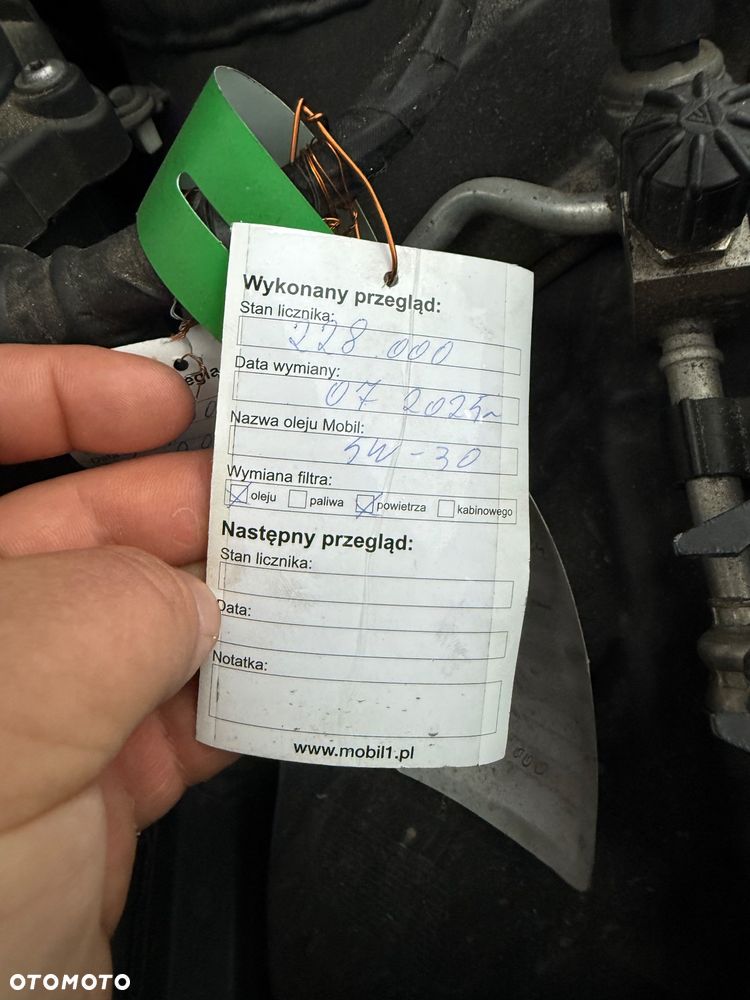 Wykonany przegląd:
Stan licznika:
228 000
Data wymiany:
07 2025r
Nazwa oleju Mobil:
5W-30
Wymiana filtra:
oleju paliwa powietrza kabinowego
Następny przegląd:
Stan licznika:
Data:
Notatka:
www.mobil1.pl
000
OTOMOTO